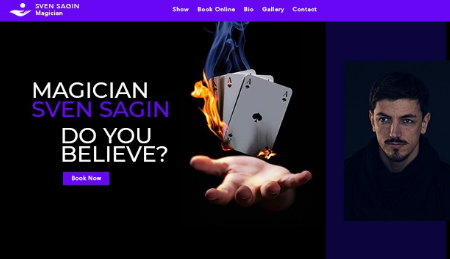 SVEN SAGIN
Magician
Show Book Online Bio Gallery Contact
MAGICIAN
SVEN SAGIN
DO YOU
BELIEVE?
Book Now
A
A
A